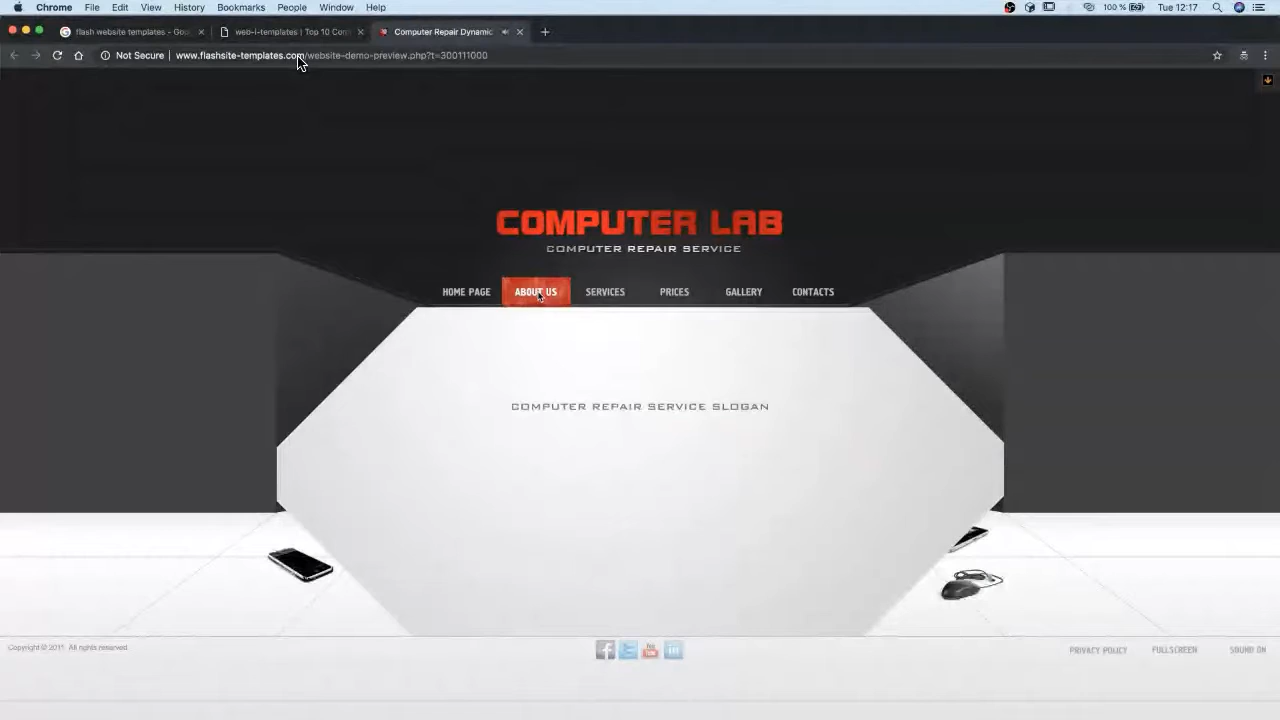 Chrome File Edit View History Bookmarks People Window Help 100 % Tue 12:17
flash website templates - Goo web-i-templates | Top 10 Con Computer Repair Dynamic
Not Secure www.flashsite-templates.com/website-demo-preview.php?t=300111000
COMPUTER LAB
COMPUTER REPAIR SERVICE
HOME PAGE ABOUT US SERVICES PRICES GALLERY CONTACTS
COMPUTER REPAIR SERVICE SLOGAN
Copyright © 2011. All rights reserved PRIVACY POLICY FULLSCREEN SOUND ON